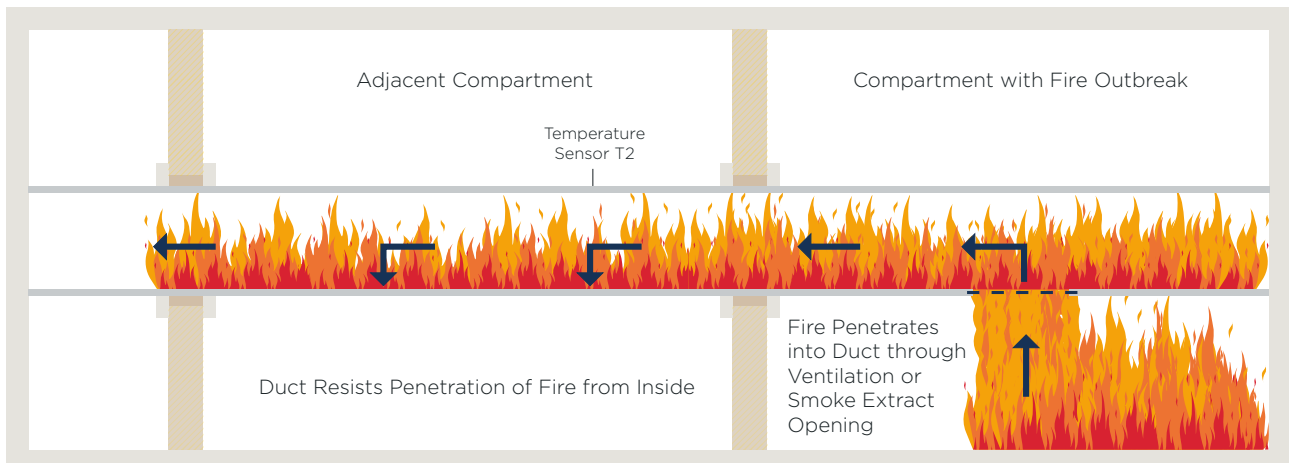 Adjacent Compartment
Compartment with Fire Outbreak
Temperature
Sensor T2
Fire Penetrates
into Duct through
Ventilation or
Smoke Extract
Opening
Duct Resists Penetration of Fire from Inside